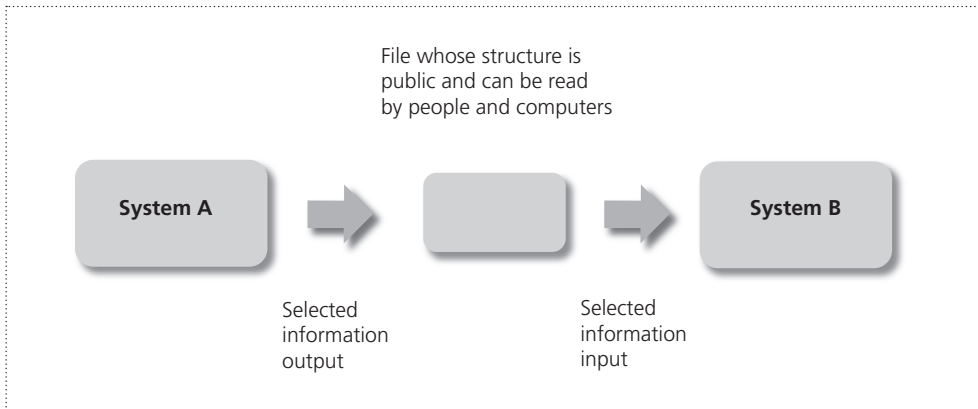 File whose structure is
public and can be read
by people and computers
System A
System B
Selected
information
output
Selected
information
input